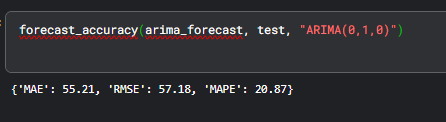 forecast_accuracy(arima_forecast, test, "ARIMA(0,1,0)")
{'MAE': 55.21, 'RMSE': 57.18, 'MAPE': 20.87}